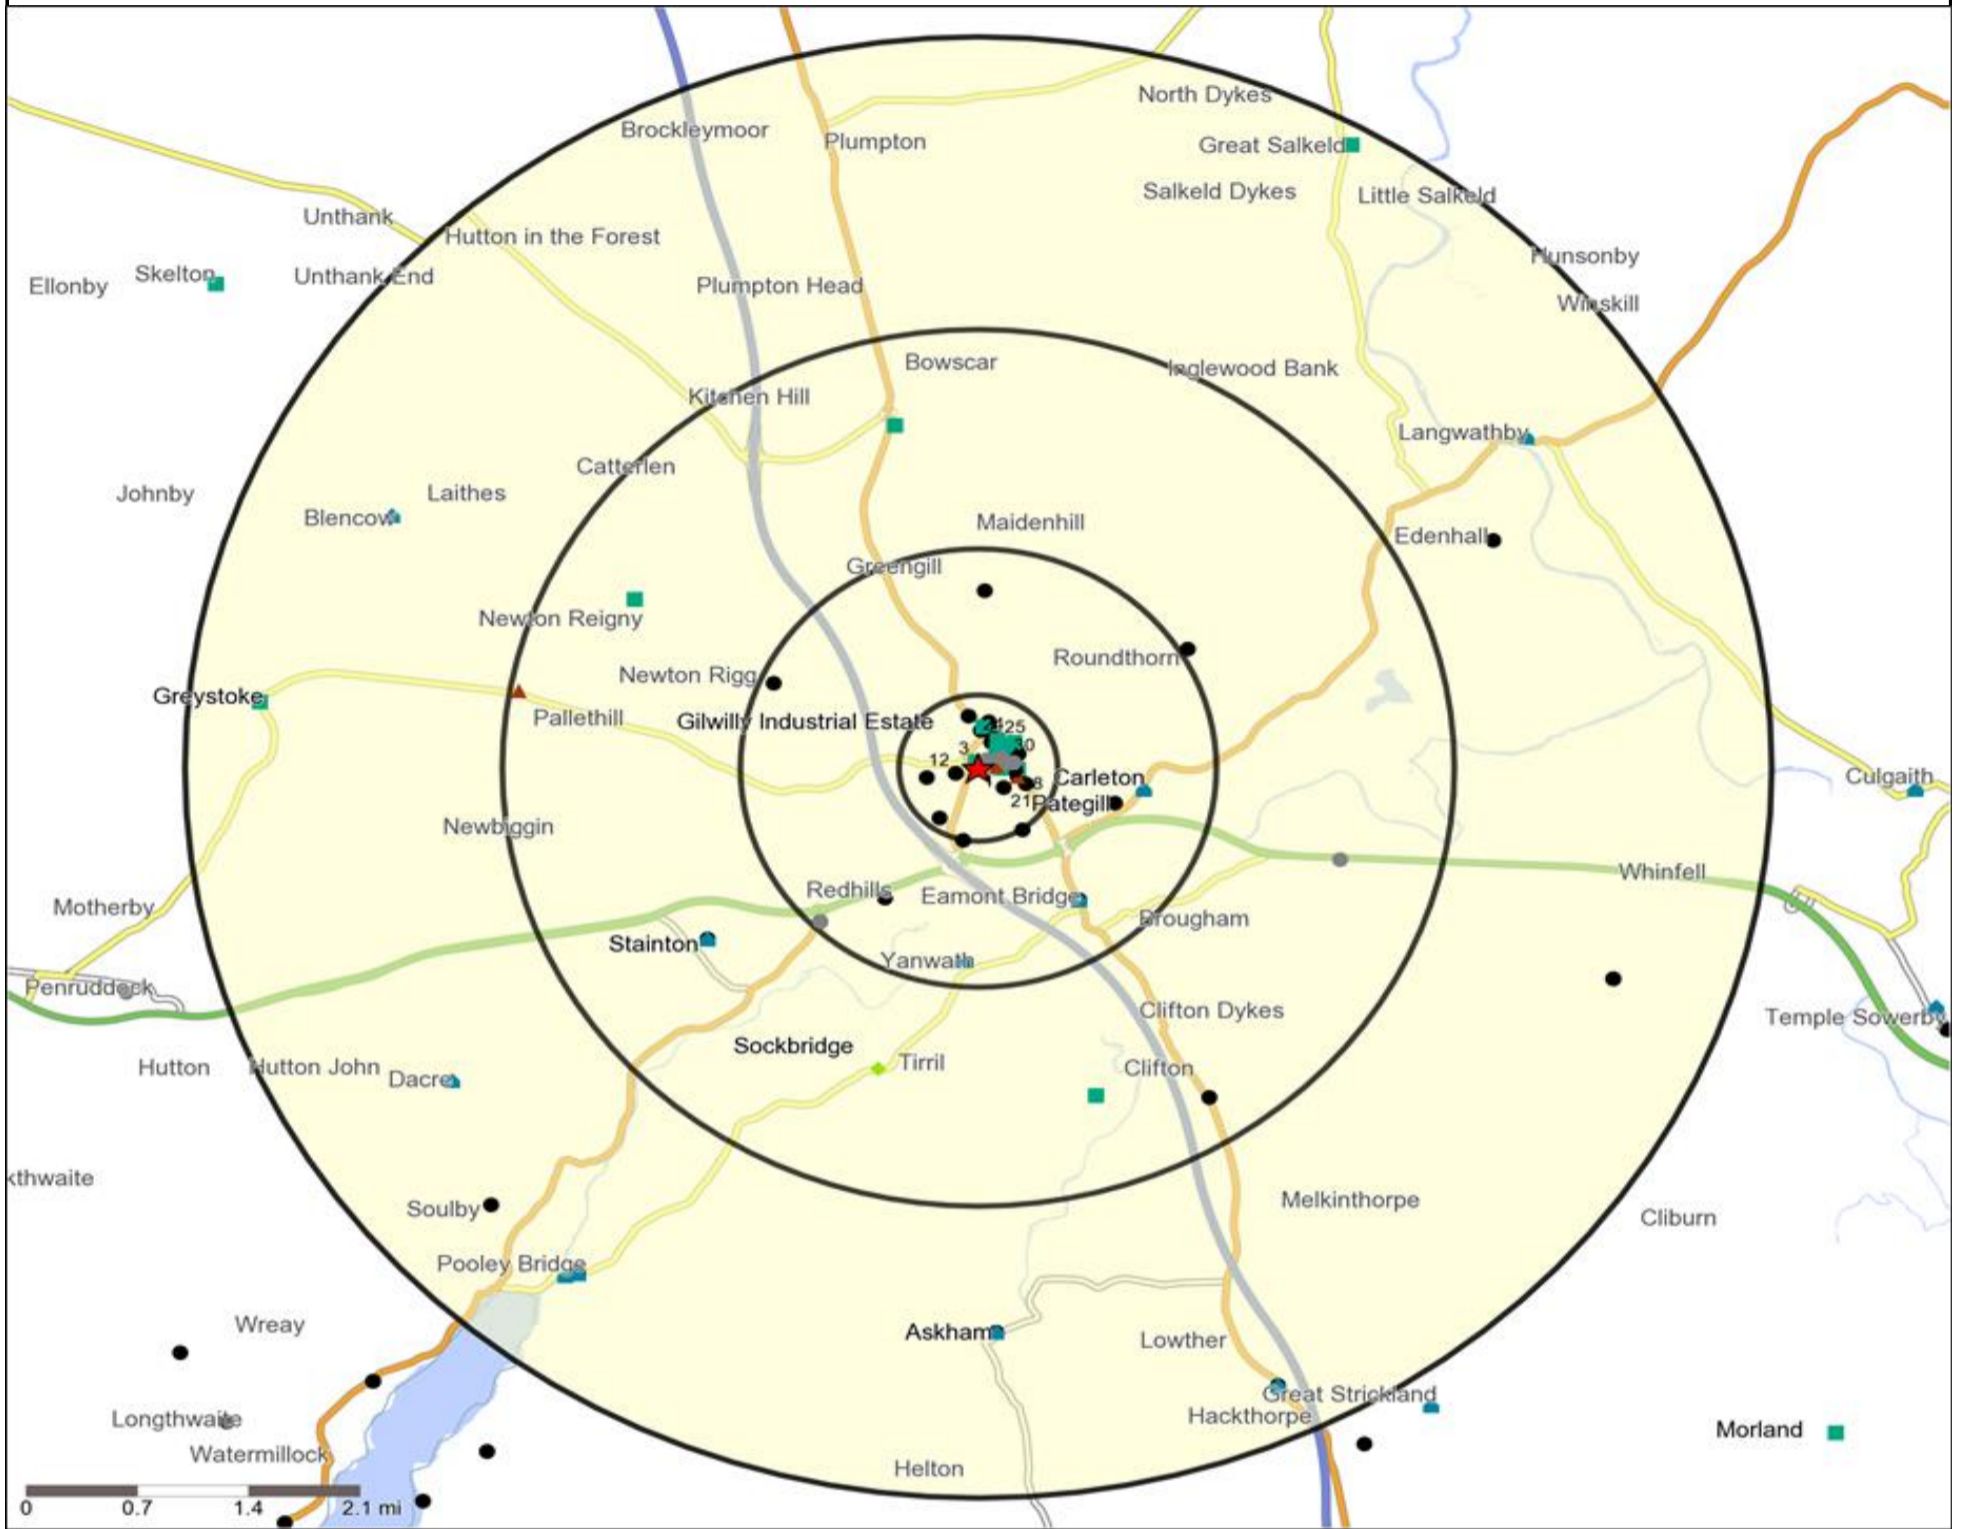 North Dykes
Brockleymoor
Plumpton
Great Salkeld
Salkeld Dykes
Little Salkeld
Unthank
Hutton in the Forest
Hunsonby
Skelton
Unthank End
Ellonby
Plumpton Head
Winskill
Bowscar
Inglewood Bank
Kitchen Hill
Langwathby
Catterlen
Johnby
Laithes
Blencow
Maidenhill
Edenhall
Greengill
Newton Reigny
Roundthorn
Newton Rigg
Greystoke
Pallethill
Gilwilly Industrial Estate
25
3
30
12
Carleton
Culgaith
8
21
Pategill
Newbiggin
Whinfell
Redhills
Eamont Bridge
Motherby
Brougham
Stainton
Yanwath
Penruddock
Clifton Dykes
Temple Sowerby
Sockbridge
Hutton
Hutton John
Tirril
Clifton
Dacre
kthwaite
Melkinthorpe
Soulby
Cliburn
Pooley Bridge
Wreay
Askham
Lowther
Great Strickland
Longthwaite
Hackthorpe
Morland
Watermillock
Helton
0 0.7 1.4 2.1 mi